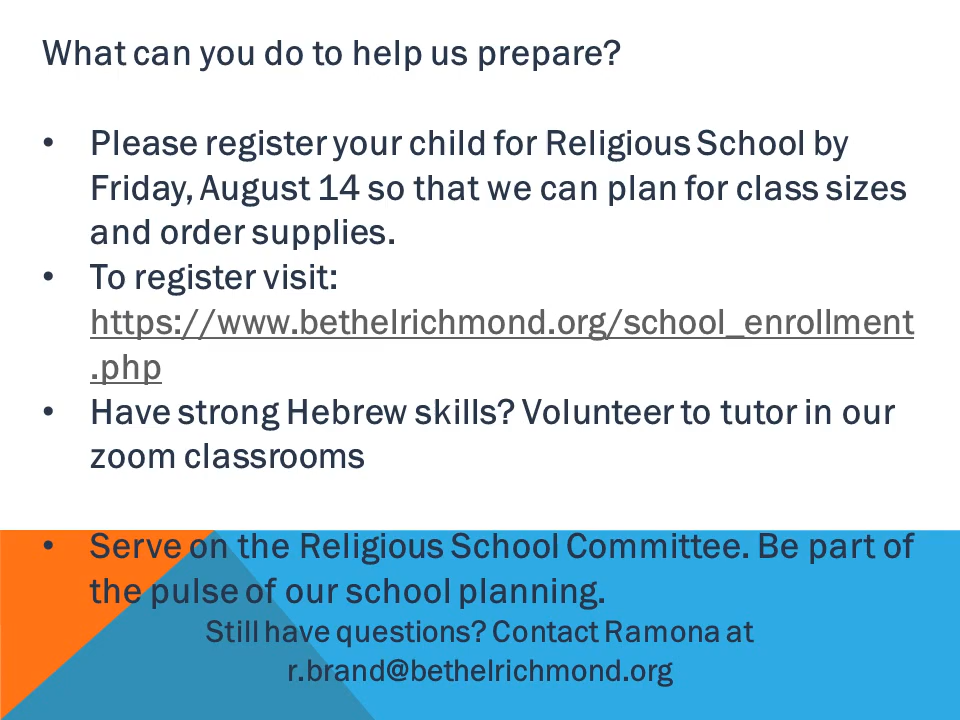 What can you do to help us prepare?
• Please register your child for Religious School by
Friday, August 14 so that we can plan for class sizes
and order supplies.
• To register visit:
https://www.bethelrichmond.org/school_enrollment
.php
• Have strong Hebrew skills? Volunteer to tutor in our
zoom classrooms
• Serve on the Religious School Committee. Be part of
the pulse of our school planning.
Still have questions? Contact Ramona at
r.brand@bethelrichmond.org